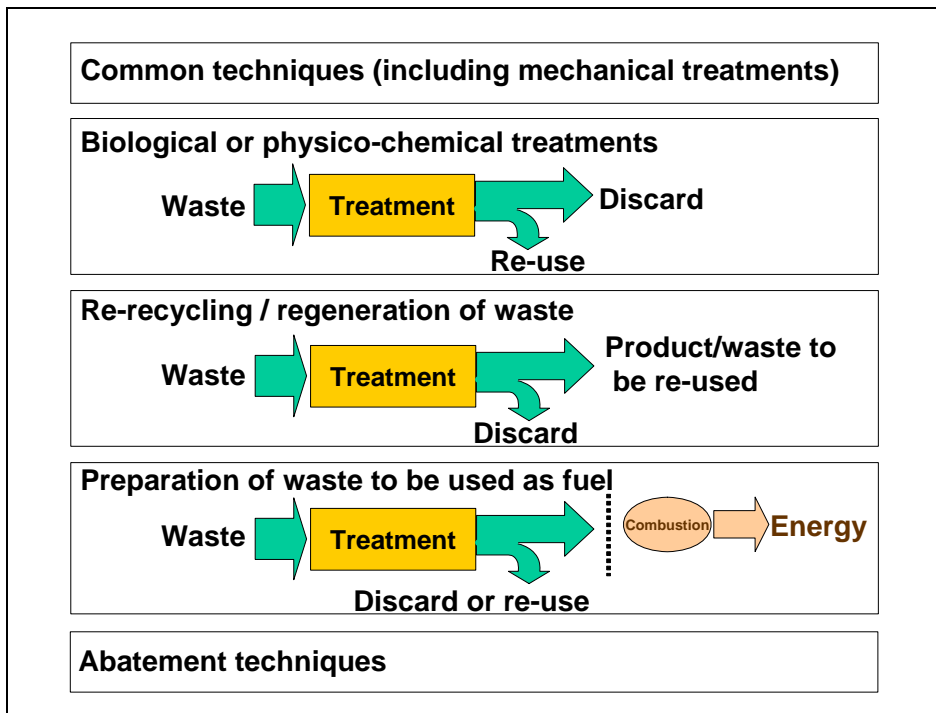 Common techniques (including mechanical treatments)
Biological or physico-chemical treatments
Waste
Treatment
Discard
Re-use
Re-recycling / regeneration of waste
Waste
Treatment
Product/waste to
be re-used
Discard
Preparation of waste to be used as fuel
Waste
Treatment
Combustion
Energy
Discard or re-use
Abatement techniques